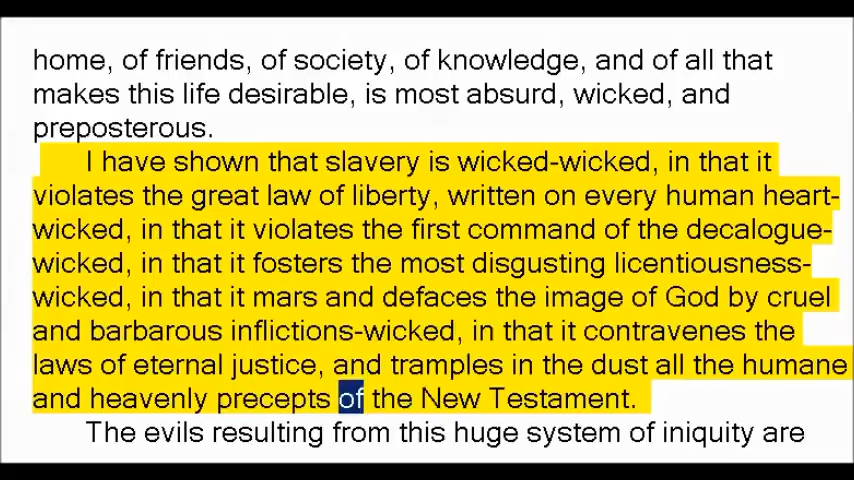 home, of friends, of society, of knowledge, and of all that
makes this life desirable, is most absurd, wicked, and
preposterous.
I have shown that slavery is wicked-wicked, in that it
violates the great law of liberty, written on every human heart-
wicked, in that it violates the first command of the decalogue-
wicked, in that it fosters the most disgusting licentiousness-
wicked, in that it mars and defaces the image of God by cruel
and barbarous inflictions-wicked, in that it contravenes the
laws of eternal justice, and tramples in the dust all the humane
and heavenly precepts of the New Testament.
The evils resulting from this huge system of iniquity are